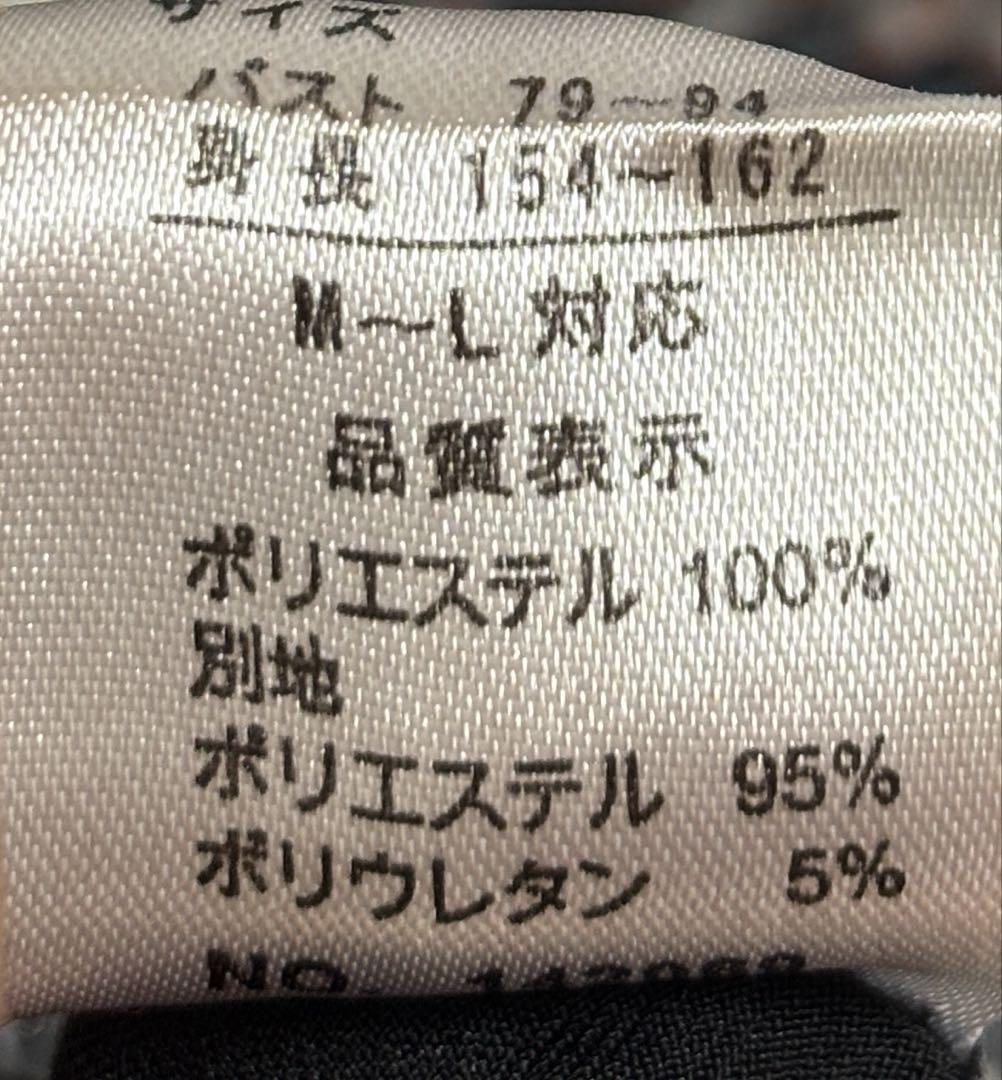 サイズ
バスト 79〜94
身長 154〜162
M〜L 対応
品質表示
ポリエステル 100%
別地
ポリエステル 95%
ポリウレタン 5%
NO.